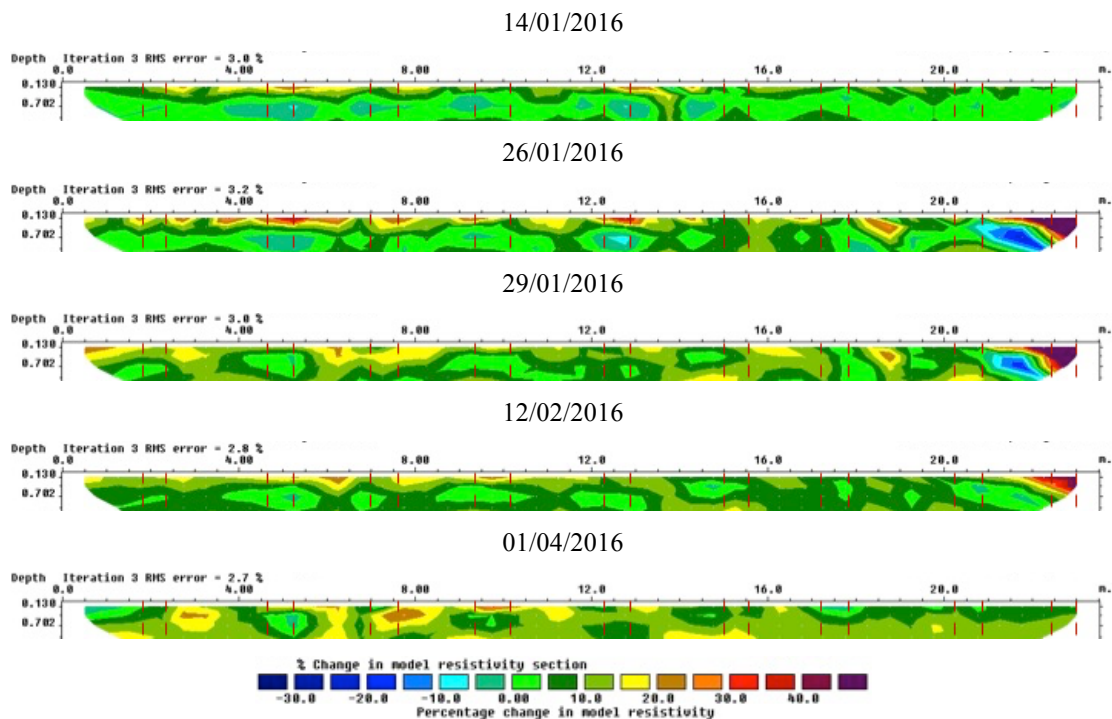 14/01/2016
Depth Iteration 3 RMS error = 3.0 %
0.0 4.00 8.00 12.0 16.0 20.0 m.
0.130
0.702
26/01/2016
Depth Iteration 3 RMS error = 3.2 %
0.0 4.00 8.00 12.0 16.0 20.0 m.
0.130
0.702
29/01/2016
Depth Iteration 3 RMS error = 3.0 %
0.0 4.00 8.00 12.0 16.0 20.0 m.
0.130
0.702
12/02/2016
Depth Iteration 3 RMS error = 2.8 %
0.0 4.00 8.00 12.0 16.0 20.0 m.
0.130
0.702
01/04/2016
Depth Iteration 3 RMS error = 2.7 %
0.0 4.00 8.00 12.0 16.0 20.0 m.
0.130
0.702
% Change in model resistivity section
-30.0 -20.0 -10.0 0.00 10.0 20.0 30.0 40.0
Percentage change in model resistivity